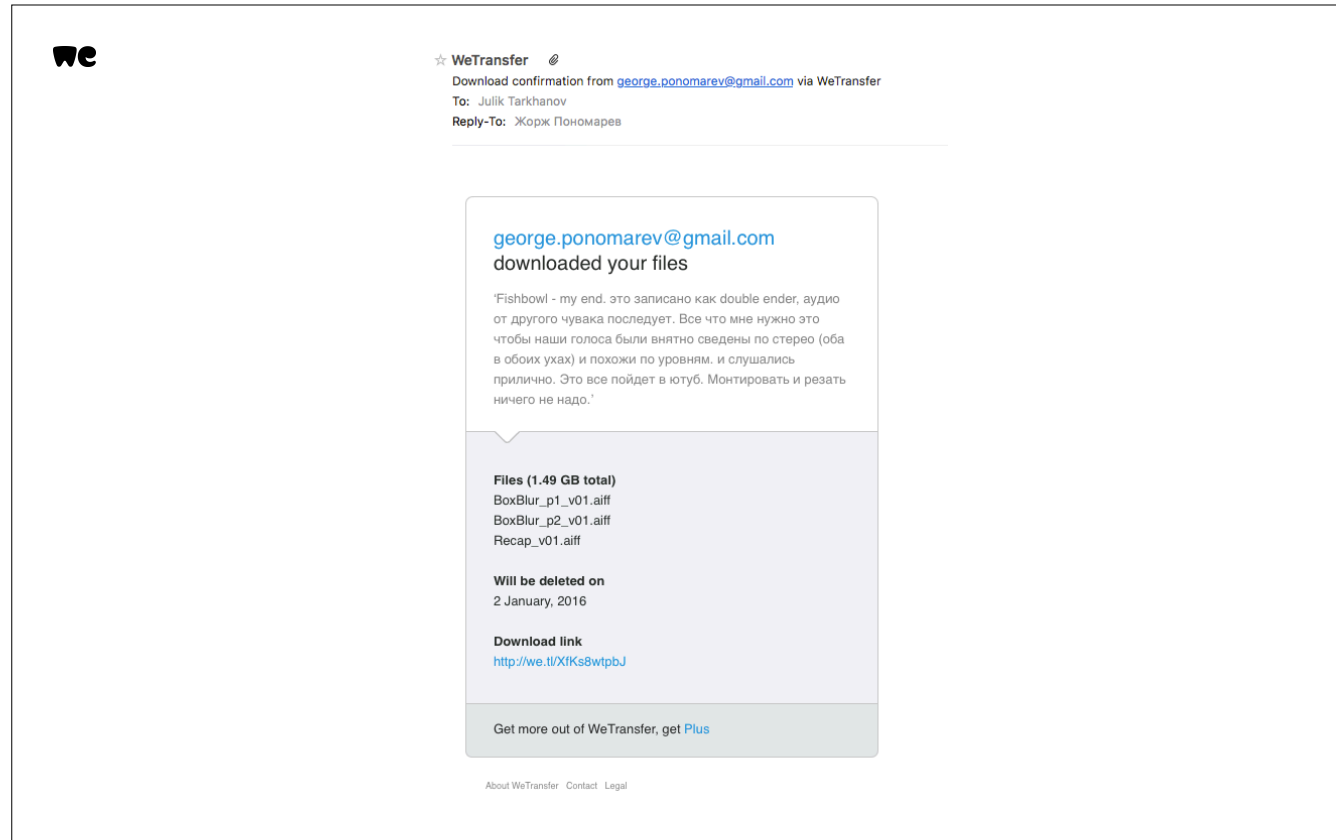 we
WeTransfer
Download confirmation from george.ponomarev@gmail.com via WeTransfer
To: Julik Tarkhanov
Reply-To: Жорж Пономарев
george.ponomarev@gmail.com
downloaded your files
'Fishbowl - my end. это записано как double ender, аудио
от другого чувака последует. Все что мне нужно это
чтобы наши голоса были внятно сведены по стерео (оба
в обоих ухах) и похожи по уровням. и слушались
прилично. Это все пойдет в ютуб. Монтировать и резать
ничего не надо.'
Files (1.49 GB total)
BoxBlur_p1_v01.aiff
BoxBlur_p2_v01.aiff
Recap_v01.aiff
Will be deleted on
2 January, 2016
Download link
http://we.tl/XfKs8wtpbJ
Get more out of WeTransfer, get Plus
About WeTransfer Contact Legal